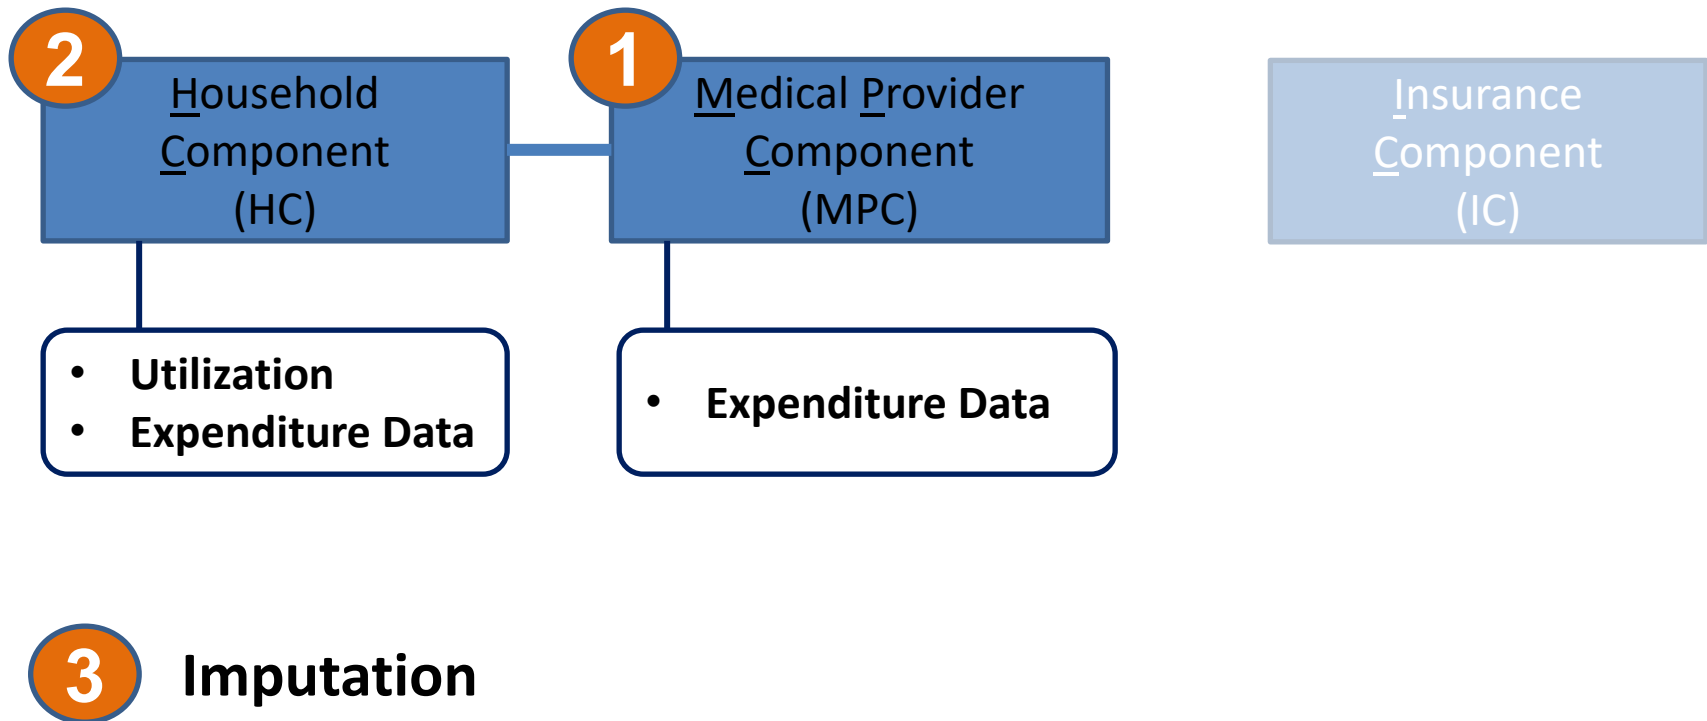 2
Household
Component
(HC)
1
Medical Provider
Component
(MPC)
Insurance
Component
(IC)
• Utilization
• Expenditure Data
• Expenditure Data
3 Imputation